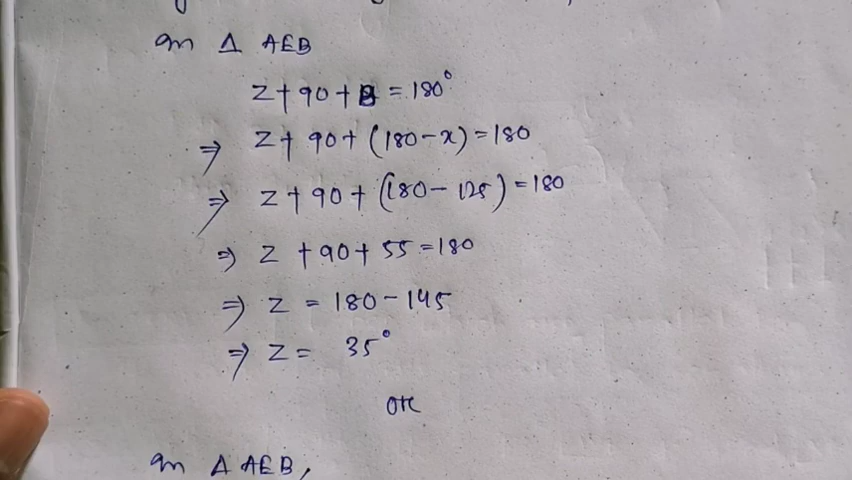 In Δ AEB
z + 90 + B = 180°
⇒ z + 90 + (180 - x) = 180
⇒ z + 90 + (180 - 125) = 180
⇒ z + 90 + 55 = 180
⇒ z = 180 - 145
⇒ z = 35°
OR
In Δ AEB,